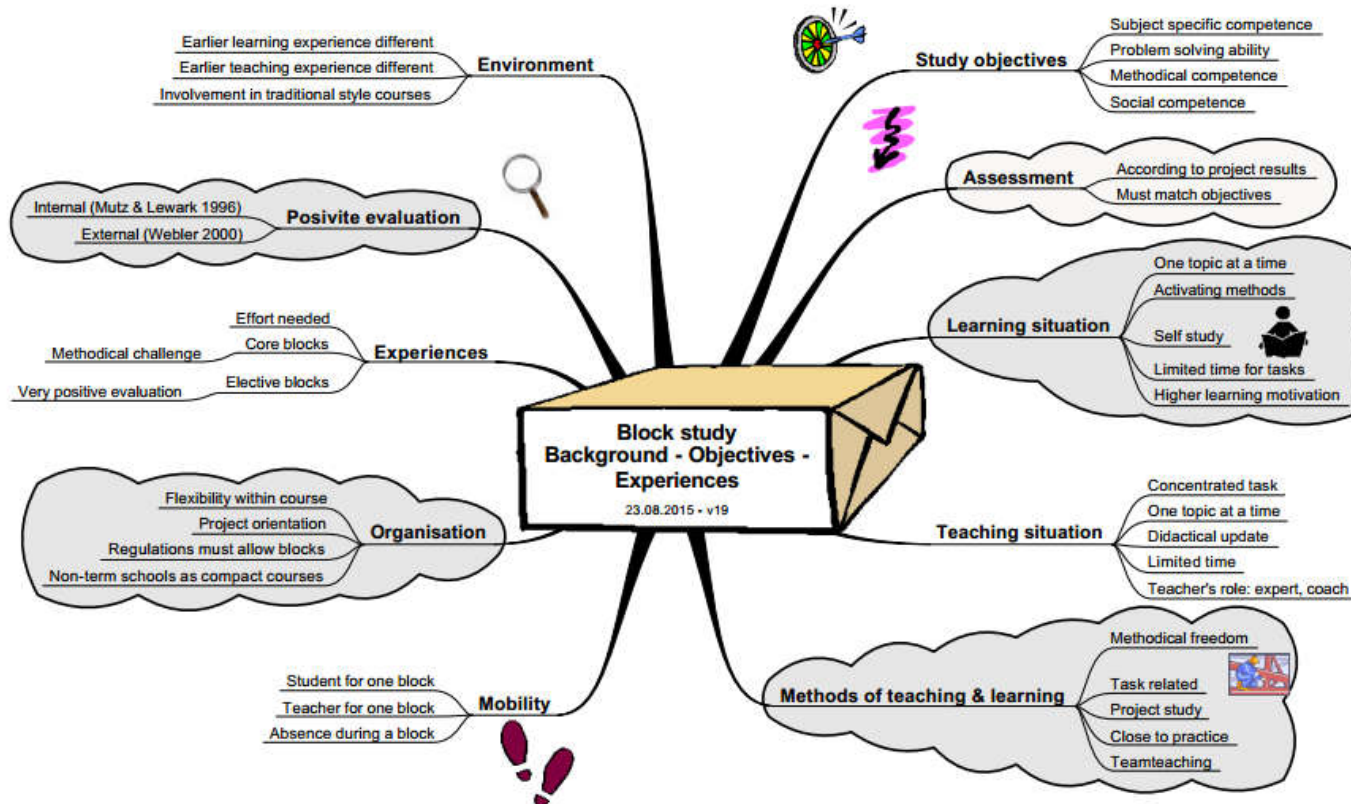 Block study
Background - Objectives -
Experiences
23.08.2015 - v19
Study objectives
Subject specific competence
Problem solving ability
Methodical competence
Social competence
Assessment
According to project results
Must match objectives
Learning situation
One topic at a time
Activating methods
Self study
Limited time for tasks
Higher learning motivation
Teaching situation
Concentrated task
One topic at a time
Didactical update
Limited time
Teacher's role: expert, coach
Methods of teaching & learning
Methodical freedom
Task related
Project study
Close to practice
Teamteaching
Environment
Earlier learning experience different
Earlier teaching experience different
Involvement in traditional style courses
Posivite evaluation
Internal (Mutz & Lewark 1996)
External (Webler 2000)
Experiences
Effort needed
Core blocks
Methodical challenge
Elective blocks
Very positive evaluation
Organisation
Flexibility within course
Project orientation
Regulations must allow blocks
Non-term schools as compact courses
Mobility
Student for one block
Teacher for one block
Absence during a block